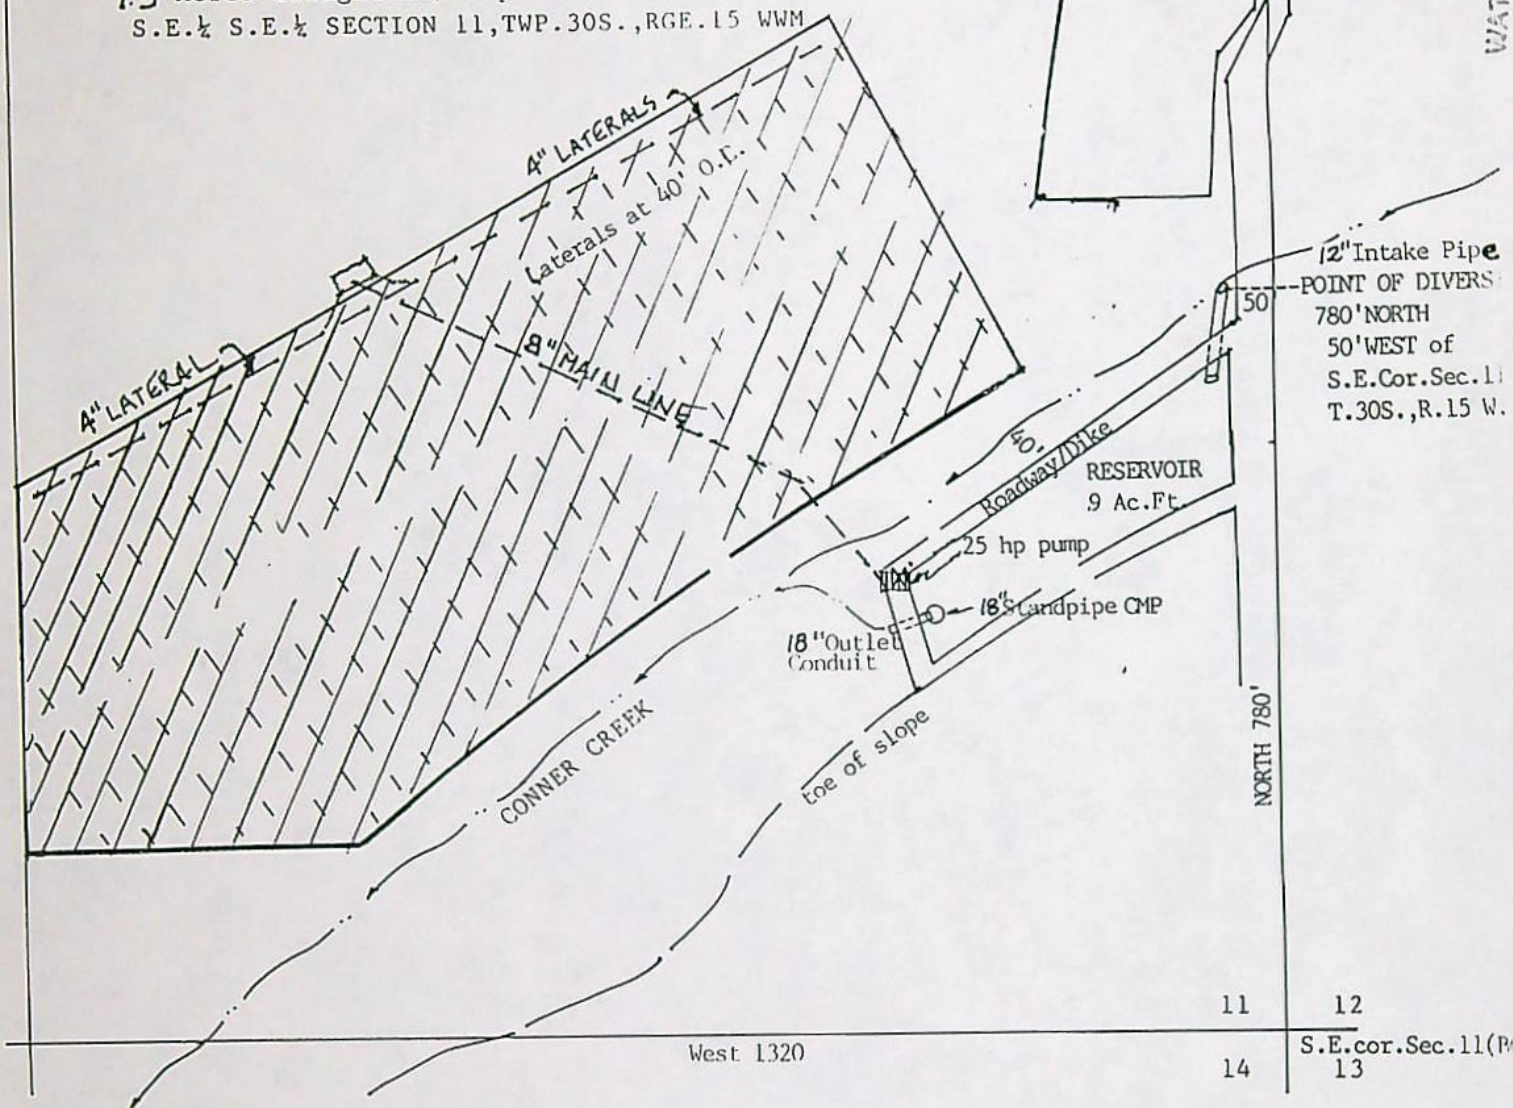 S.E.¼ S.E.¼ SECTION 11,TWP.30S.,RGE.15 WWM
WAT
4" LATERALS
Laterals at 40' O.C.
12"Intake Pipe
POINT OF DIVERS
50
780'NORTH
50'WEST of
S.E.Cor.Sec.11
T.30S.,R.15 W.
4" LATERAL
8" MAIN LINE
40'
Roadway/Dike
RESERVOIR
.9 Ac.Ft.
25 hp pump
18"Standpipe CMP
18"Outlet
Conduit
CONNER CREEK
toe of slope
NORTH 780'
11 12
West 1320
S.E.cor.Sec.11(
14 13